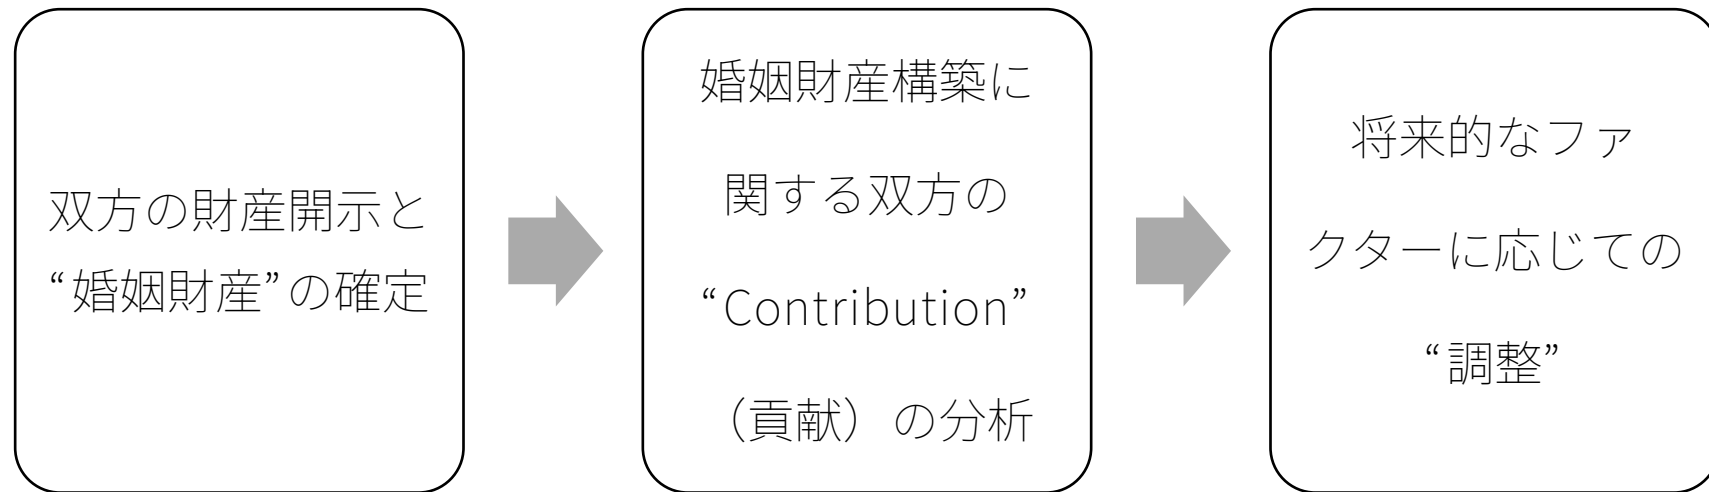 双方の財産開示と
“婚姻財産”の確定
婚姻財産構築に
関する双方の
“Contribution”
（貢献）の分析
将来的なファ
クターに応じての
“調整”